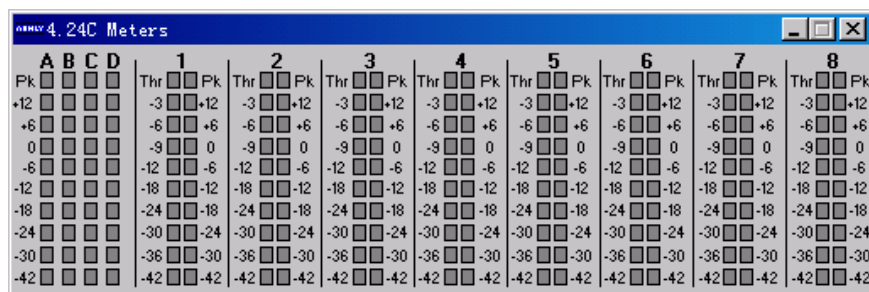 ASHLY 4.24C Meters
A B C D 1 2 3 4 5 6 7 8
Pk Thr Pk Thr Pk Thr Pk Thr Pk Thr Pk Thr Pk Thr Pk Thr Pk
+12 -3 +12 -3 +12 -3 +12 -3 +12 -3 +12 -3 +12 -3 +12 -3 +12
+6 -6 +6 -6 +6 -6 +6 -6 +6 -6 +6 -6 +6 -6 +6 -6 +6
0 -9 0 -9 0 -9 0 -9 0 -9 0 -9 0 -9 0 -9 0
-6 -12 -6 -12 -6 -12 -6 -12 -6 -12 -6 -12 -6 -12 -6 -12 -6
-12 -18 -12 -18 -12 -18 -12 -18 -12 -18 -12 -18 -12 -18 -12 -18 -12
-18 -24 -18 -24 -18 -24 -18 -24 -18 -24 -18 -24 -18 -24 -18 -24 -18
-24 -30 -24 -30 -24 -30 -24 -30 -24 -30 -24 -30 -24 -30 -24 -30 -24
-30 -36 -30 -36 -30 -36 -30 -36 -30 -36 -30 -36 -30 -36 -30 -36 -30
-42 -42 -42 -42 -42 -42 -42 -42 -42 -42 -42 -42 -42 -42 -42 -42 -42